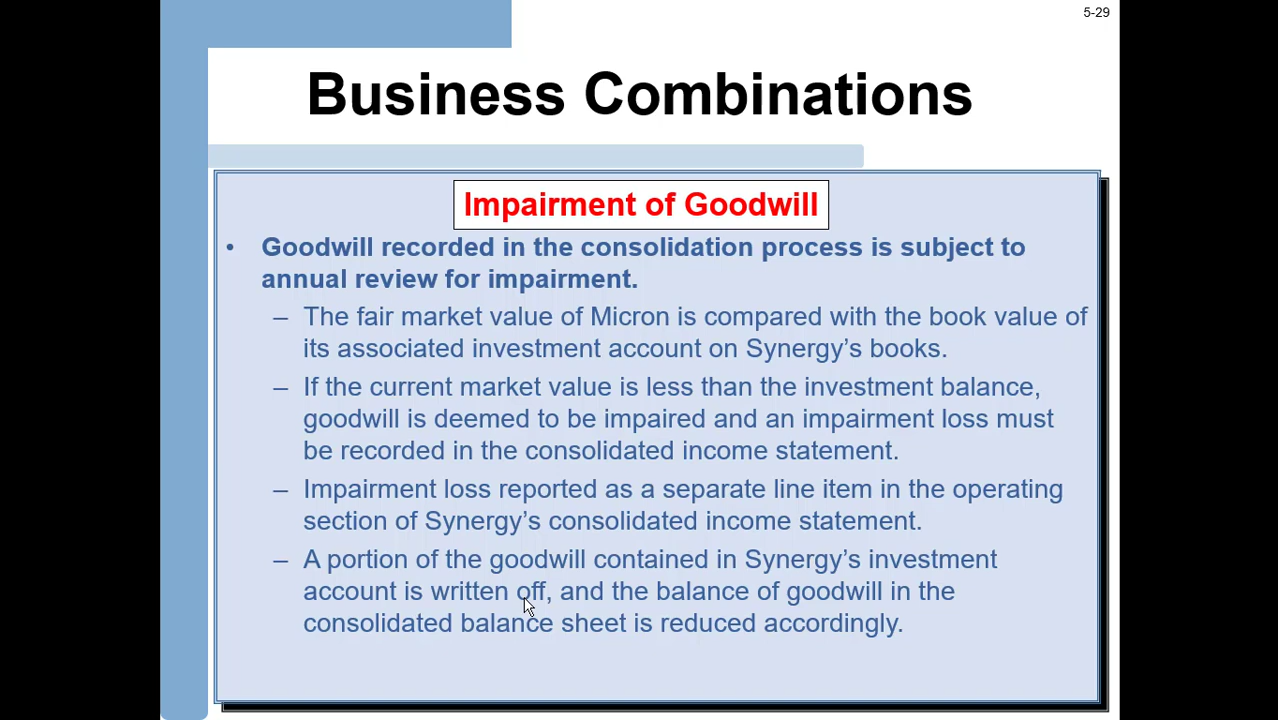 5-29
Business Combinations
Impairment of Goodwill
• Goodwill recorded in the consolidation process is subject to
annual review for impairment.
– The fair market value of Micron is compared with the book value of
its associated investment account on Synergy’s books.
– If the current market value is less than the investment balance,
goodwill is deemed to be impaired and an impairment loss must
be recorded in the consolidated income statement.
– Impairment loss reported as a separate line item in the operating
section of Synergy’s consolidated income statement.
– A portion of the goodwill contained in Synergy’s investment
account is written off, and the balance of goodwill in the
consolidated balance sheet is reduced accordingly.